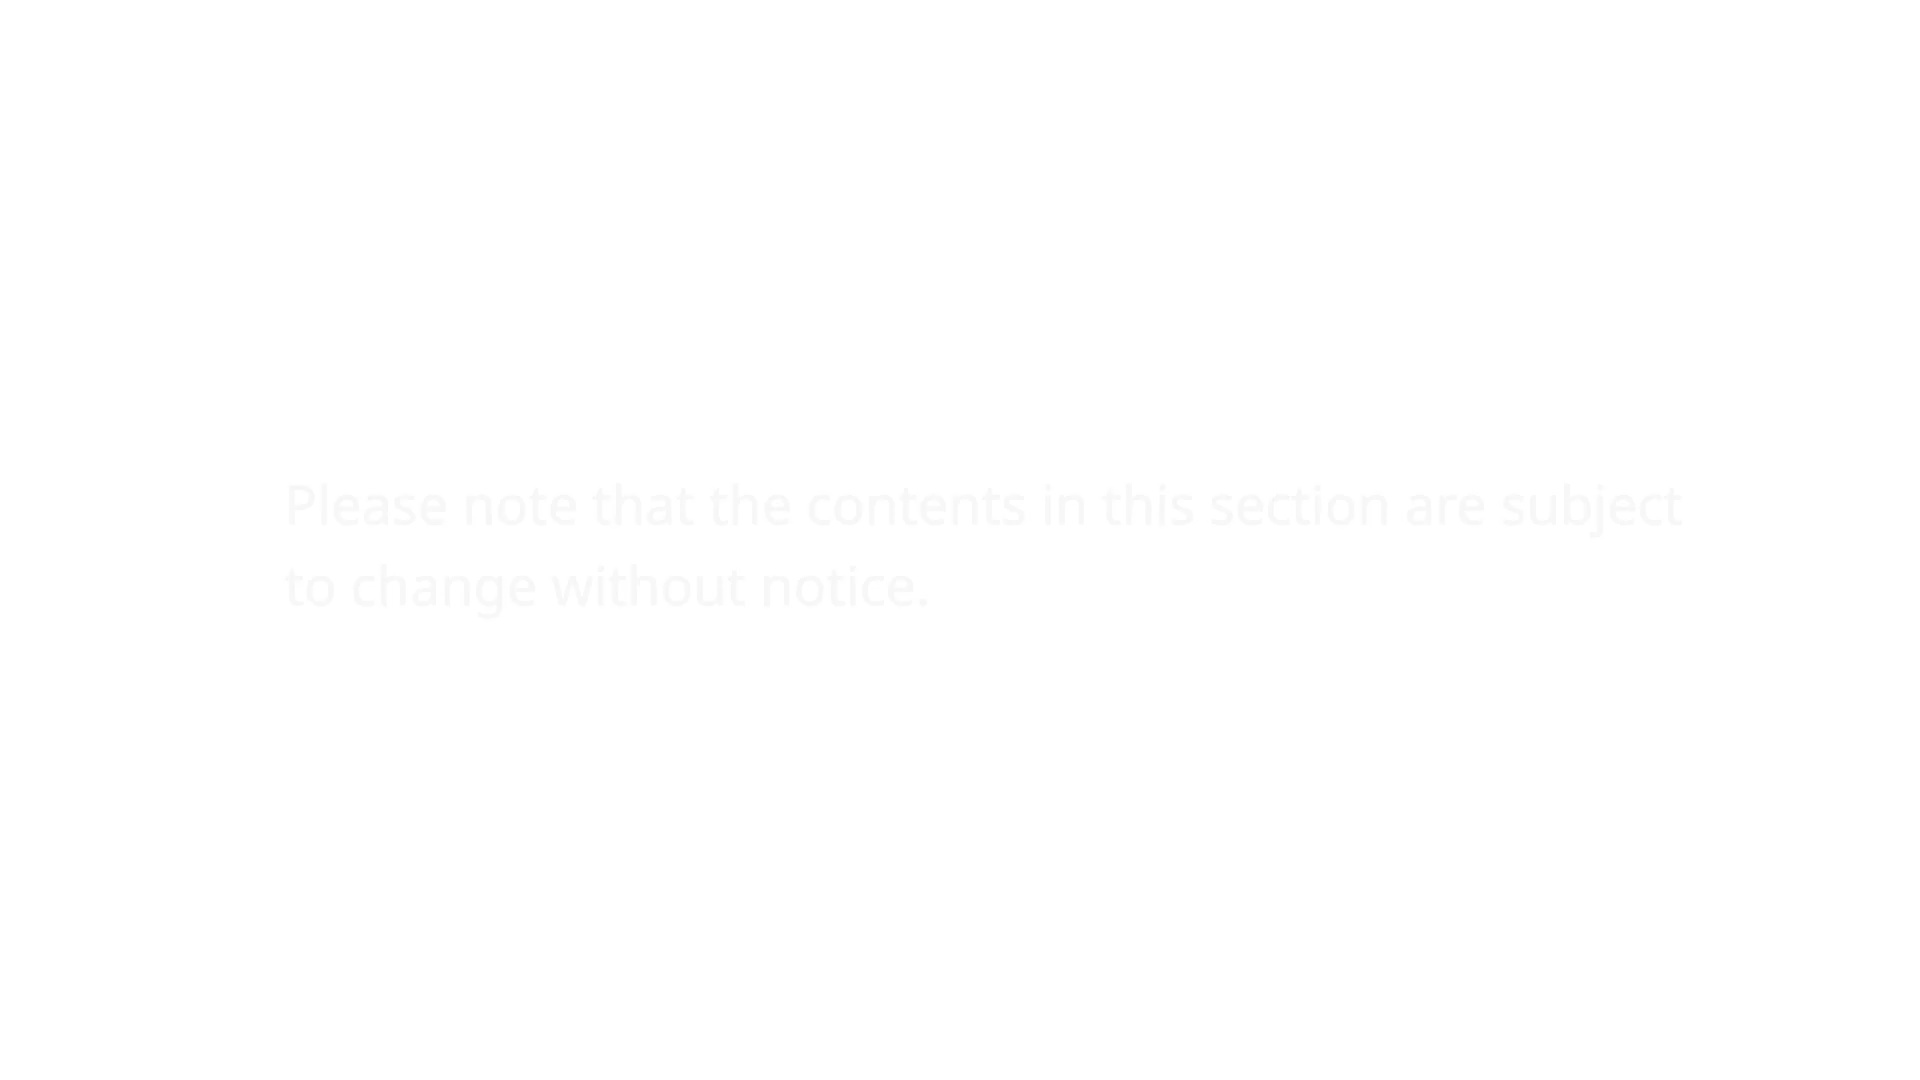 Please note that the contents in this section are subject
to change without notice.